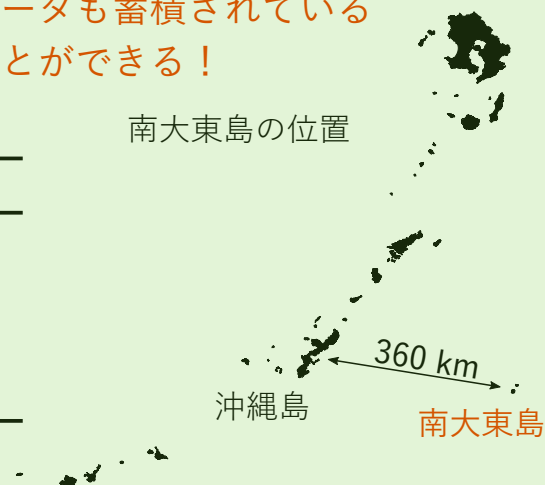 ータも蓄積されている
とができる！
南大東島の位置
360 km
沖縄島
南大東島